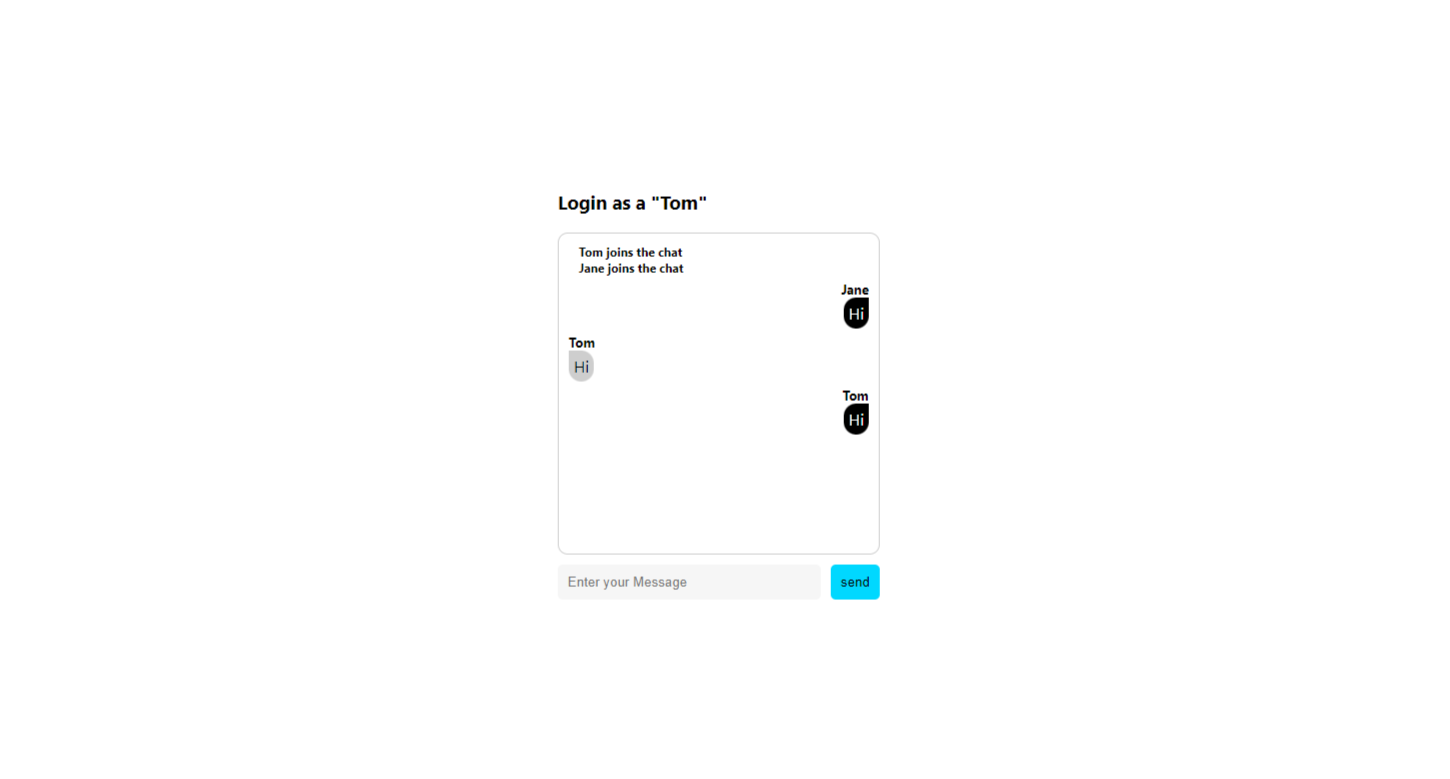 Login as a "Tom"
Tom joins the chat
Jane joins the chat
Jane
Hi
Tom
Hi
Tom
Hi
Enter your Message
send